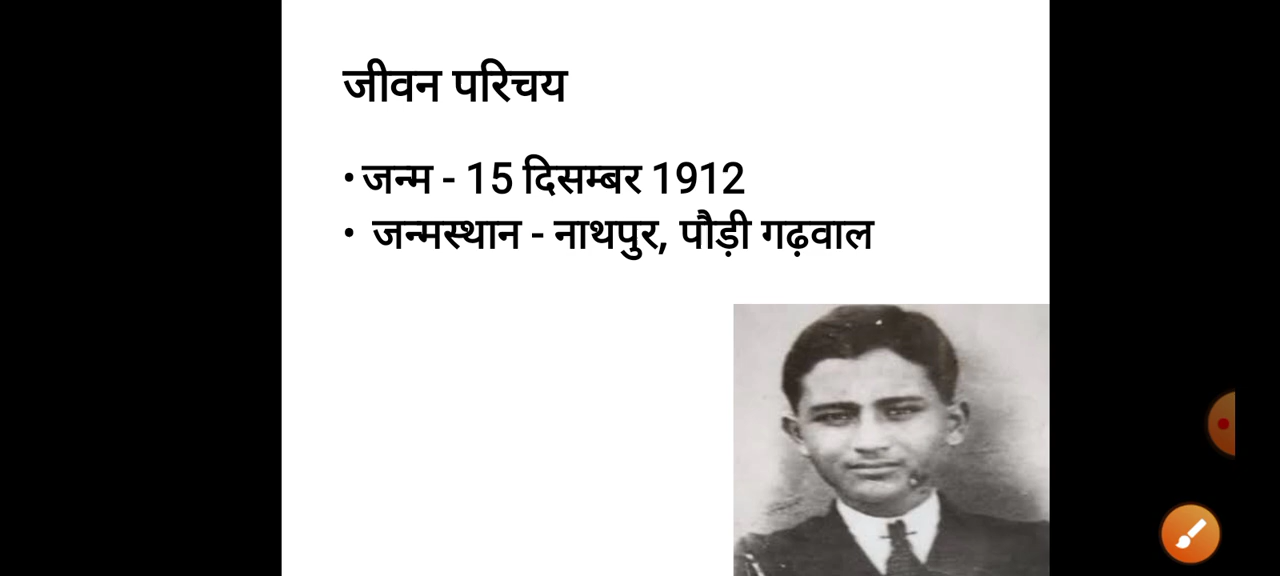 जीवन परिचय
• जन्म - 15 दिसम्बर 1912
• जन्मस्थान - नाथपुर, पौड़ी गढ़वाल